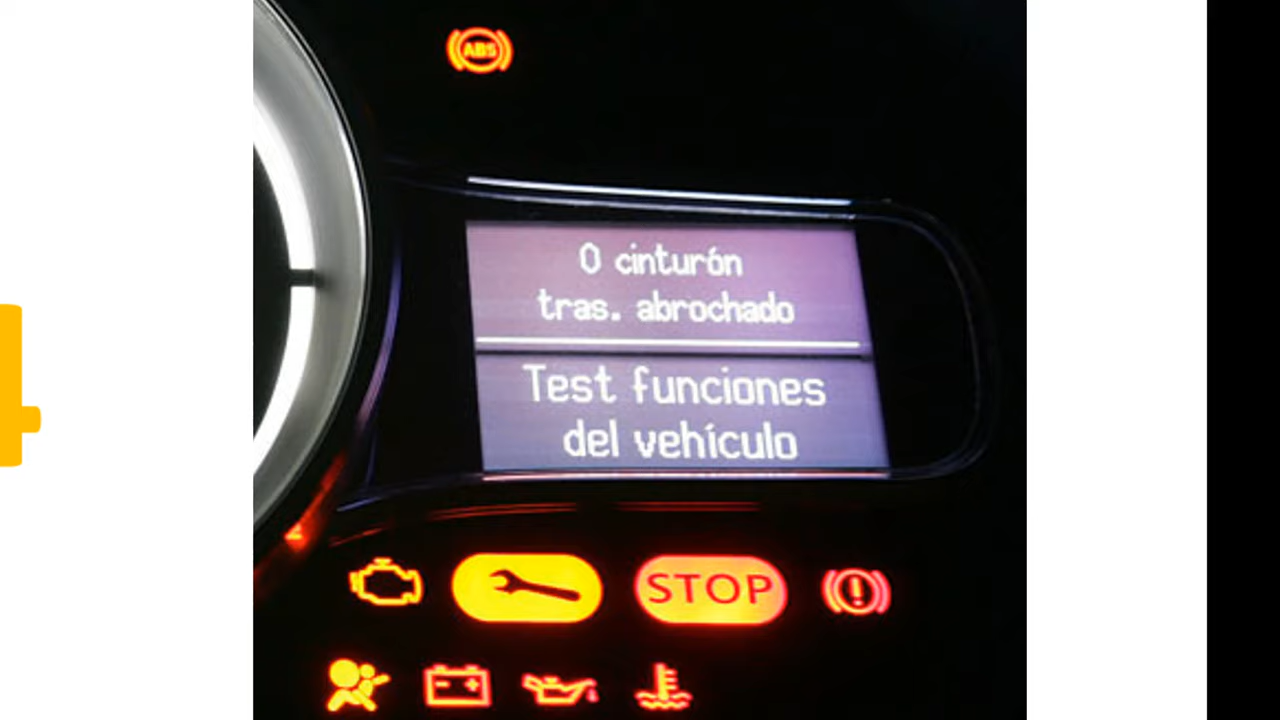 ABS
0 cinturón
tras. abrochado
Test funciones
del vehículo
STOP